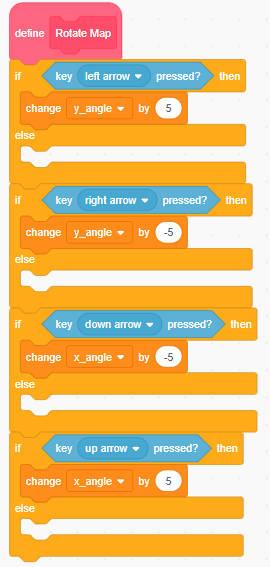 define Rotate Map
if key left arrow pressed? then
change y_angle by 5
else
if key right arrow pressed? then
change y_angle by -5
else
if key down arrow pressed? then
change x_angle by -5
else
if key up arrow pressed? then
change x_angle by 5
else